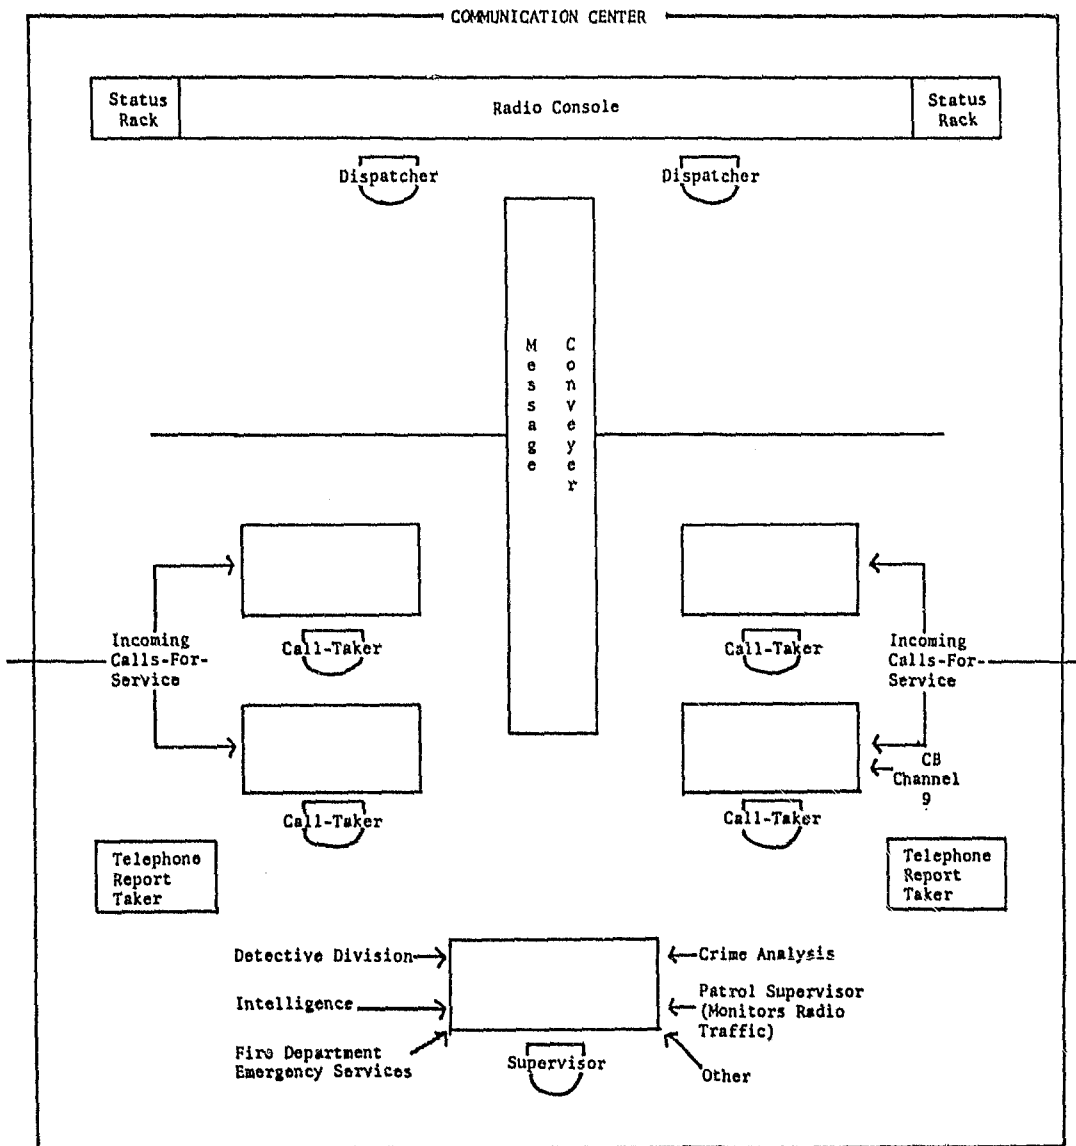 COMMUNICATION CENTER
Status
Rack
Radio Console
Status
Rack
Dispatcher
Dispatcher
Message
Conveyer
Incoming
Calls-For-
Service
Call-Taker
Call-Taker
Incoming
Calls-For-
Service
CB
Channel
9
Call-Taker
Call-Taker
Telephone
Report
Taker
Telephone
Report
Taker
Detective Division
Intelligence
Fire Department
Emergency Services
Crime Analysis
Patrol Supervisor
(Monitors Radio
Traffic)
Other
Supervisor